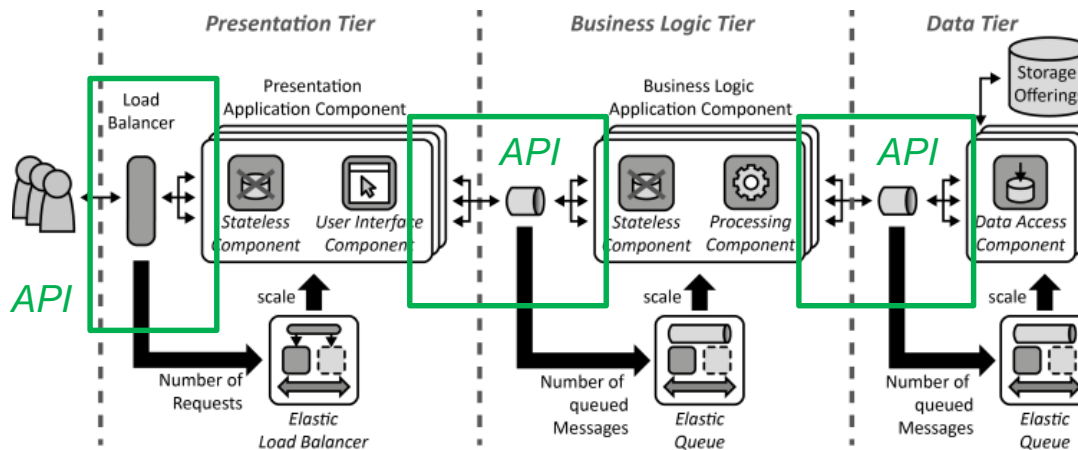 Presentation Tier
Business Logic Tier
Data Tier
Load
Balancer
Presentation
Application Component
Business Logic
Application Component
Storage
Offerings
API
API
API
Stateless
Component
User Interface
Component
Stateless
Component
Processing
Component
Data Access
Component
scale
scale
scale
Number of
Requests
Elastic
Load Balancer
Number of
queued
Messages
Elastic
Queue
Number of
queued
Messages
Elastic
Queue